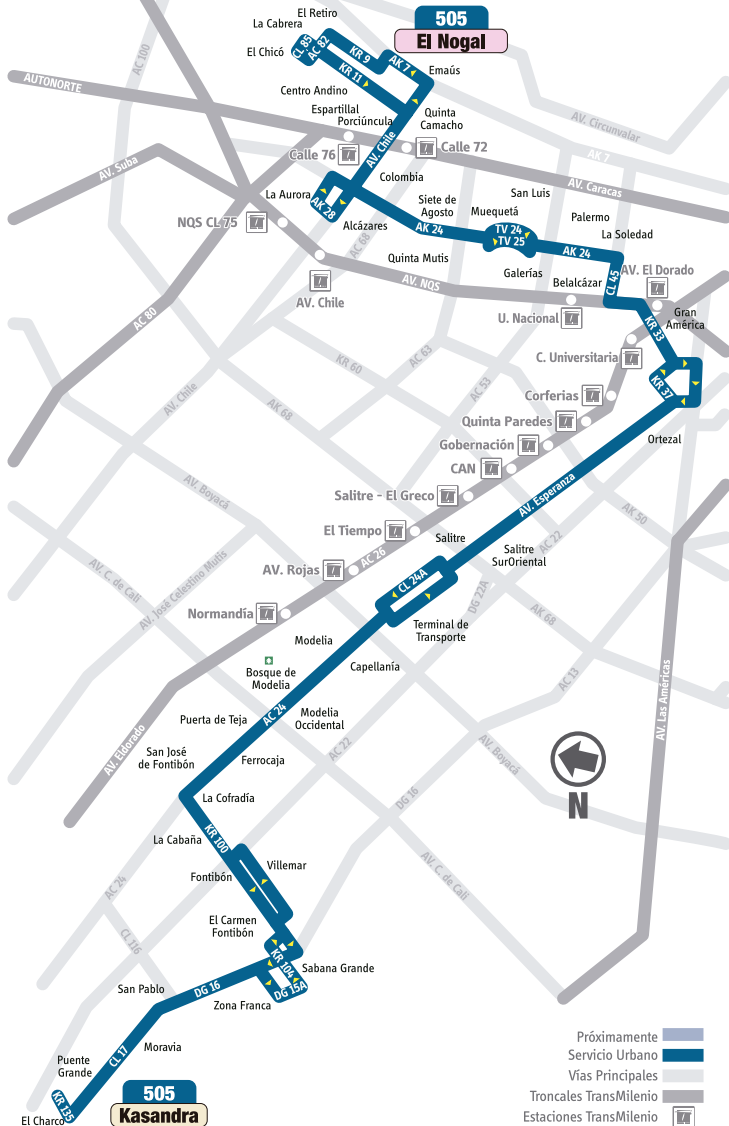 El Retiro
505
La Cabrera
El Nogal
El Chicó
CL 85
AC 82
KR 9
AK 7
Emaús
AC 100
AUTONORTE
KR 11
Centro Andino
Espartillal
Porciúncula
Quinta
Camacho
AV. Circunvalar
Calle 76
AV. Chile
Calle 72
AK 7
AV. Suba
AV. Caracas
Colombia
La Aurora
AK 28
San Luis
Siete de
Agosto
Muequetá
Palermo
NQS CL 75
Alcázares
AK 24
TV 24
TV 25
La Soledad
AC 68
AK 24
Quinta Mutis
Galerías
AV. Chile
AV. NQS
Belalcázar
CL 45
AV. El Dorado
AC 80
U. Nacional
Gran
América
KR 33
KR 60
AC 63
C. Universitaria
AC 53
KR 37
AV. Chile
AK 68
Corferias
Quinta Paredes
Gobernación
Ortezal
CAN
AV. Boyacá
Salitre - El Greco
AV. Esperanza
AK 50
El Tiempo
AC 26
Salitre
AC 22
Salitre
SurOriental
AV. C. de Cali
AV. José Celestino Mutis
AV. Rojas
CL 24A
DG 22A
Normandía
AK 68
Terminal de
Transporte
Modelia
Bosque de
Modelia
Capellanía
AC 13
AV. Las Américas
AC 24
Modelia
Occidental
Puerta de Teja
AV. Eldorado
AC 22
San José
de Fontibón
Ferrocaja
AV. Boyacá
DG 16
La Cofradía
N
KR 100
La Cabaña
Villemar
Fontibón
AV. C. de Cali
AC 24
El Carmen
Fontibón
CL 116
KR 104
Sabana Grande
San Pablo
DG 16
DG 15A
Zona Franca
Moravia
CL 17
Puente
Grande
KR 135
El Charco
505
Kasandra
Próximamente
Servicio Urbano
Vías Principales
Troncales TransMilenio
Estaciones TransMilenio